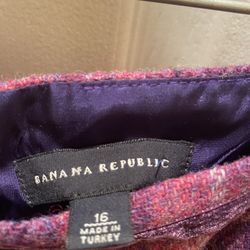 BANANA REPUBLIC
16
MADE IN
TURKEY